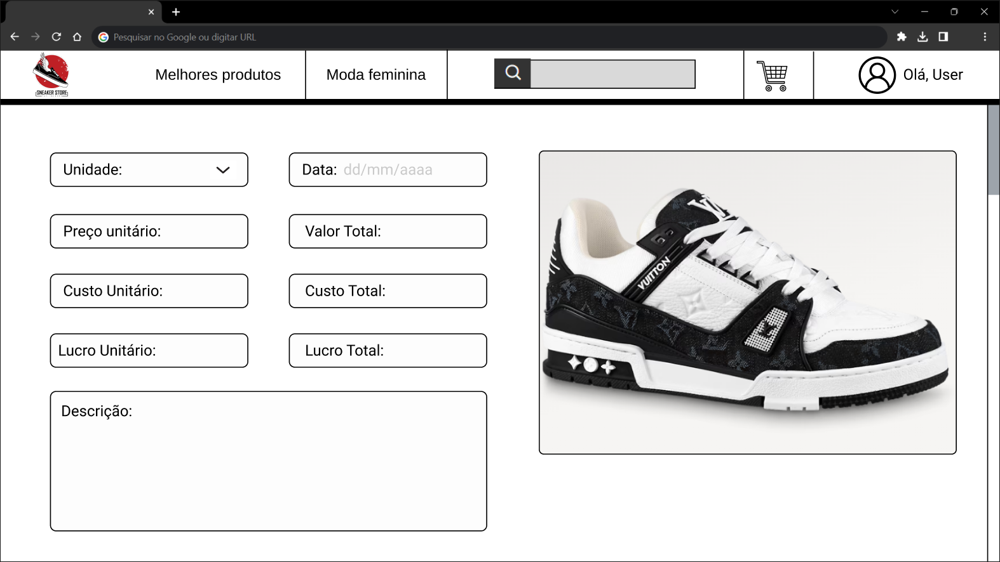 Pesquisar no Google ou digitar URL
SNEAKER STORE
Melhores produtos
Moda feminina
Olá, User
Unidade:
Data: dd/mm/aaaa
Preço unitário:
Valor Total:
Custo Unitário:
Custo Total:
Lucro Unitário:
Lucro Total:
Descrição:
VUITTON